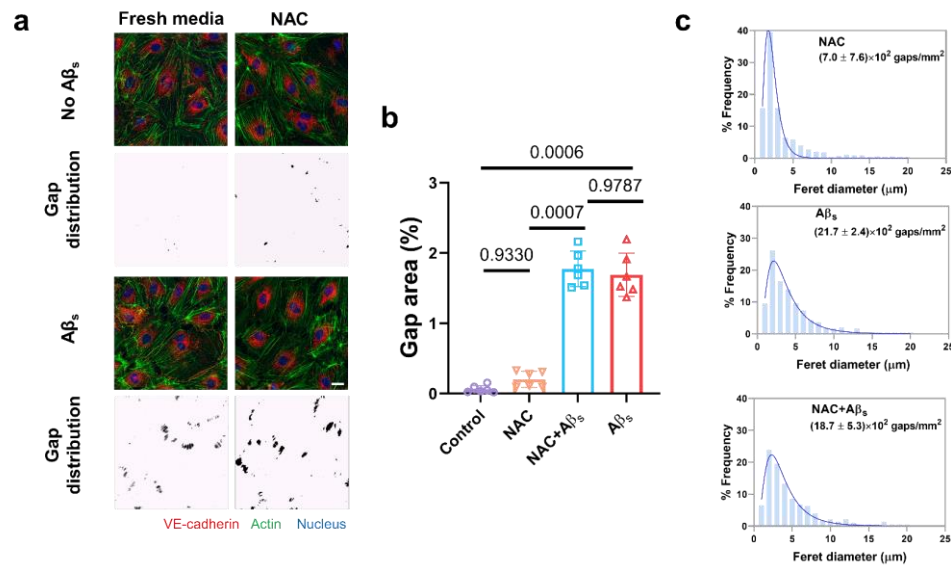 a
Fresh media
NAC
No Aβs
Gap distribution
Aβs
Gap distribution
VE-cadherin Actin Nucleus
b
0.0006
0.9787
0.0007
0.9330
Gap area (%)
3
2
1
0
Control
NAC
NAC+Aβs
Aβs
c
NAC
(7.0 ± 7.6)×10² gaps/mm²
% Frequency
40
30
20
10
0
0 5 10 15 20 25
Feret diameter (μm)
Aβs
(21.7 ± 2.4)×10² gaps/mm²
% Frequency
40
30
20
10
0
0 5 10 15 20 25
Feret diameter (μm)
NAC+Aβs
(18.7 ± 5.3)×10² gaps/mm²
% Frequency
40
30
20
10
0
0 5 10 15 20 25
Feret diameter (μm)